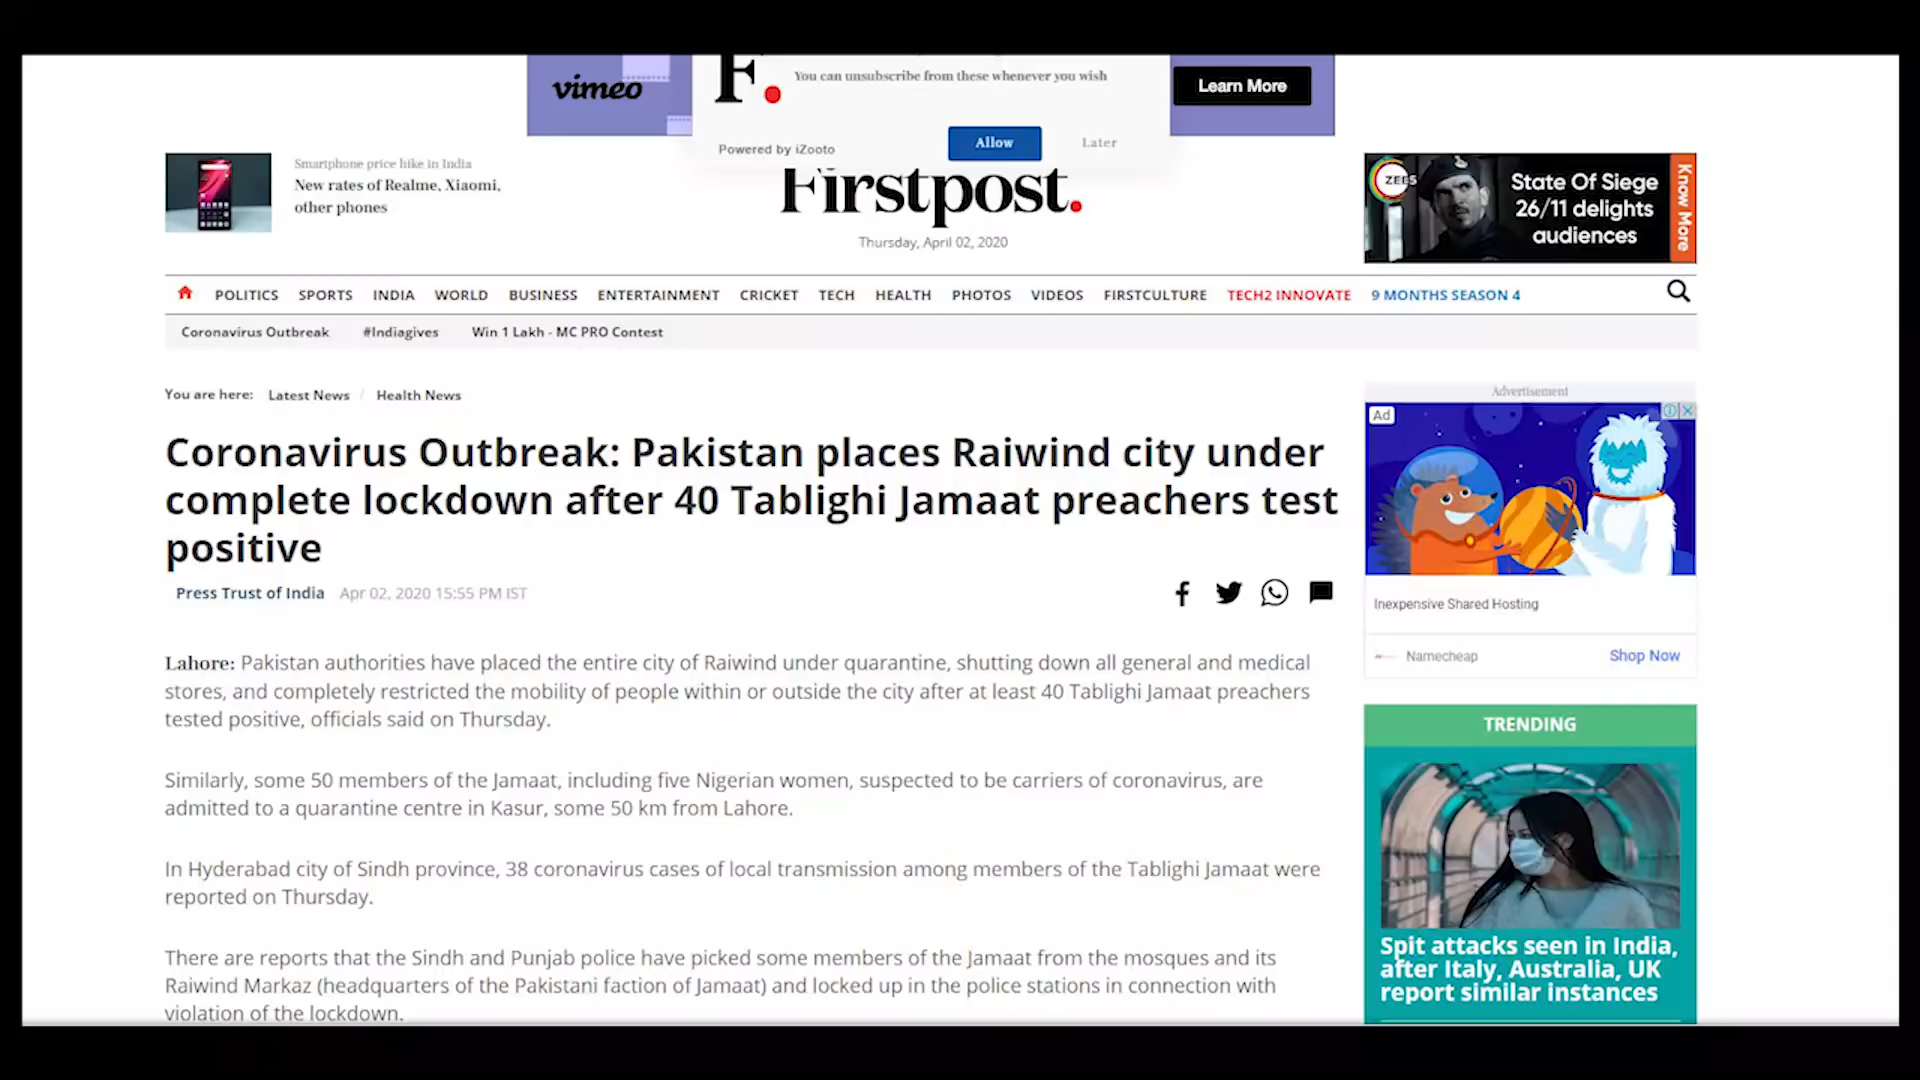 vimeo
F.
You can unsubscribe from these whenever you wish
Learn More
Powered by iZooto
Allow
Later
Smartphone price hike in India
New rates of Realme, Xiaomi,
other phones
Firstpost.
Thursday, April 02, 2020
ZEE5
State Of Siege
26/11 delights
audiences
Know More
POLITICS SPORTS INDIA WORLD BUSINESS ENTERTAINMENT CRICKET TECH HEALTH PHOTOS VIDEOS FIRSTCULTURE TECH2 INNOVATE 9 MONTHS SEASON 4
Coronavirus Outbreak #Indiagives Win 1 Lakh - MC PRO Contest
You are here: Latest News / Health News
Coronavirus Outbreak: Pakistan places Raiwind city under
complete lockdown after 40 Tablighi Jamaat preachers test
positive
Press Trust of India Apr 02, 2020 15:55 PM IST
Lahore: Pakistan authorities have placed the entire city of Raiwind under quarantine, shutting down all general and medical
stores, and completely restricted the mobility of people within or outside the city after at least 40 Tablighi Jamaat preachers
tested positive, officials said on Thursday.
Similarly, some 50 members of the Jamaat, including five Nigerian women, suspected to be carriers of coronavirus, are
admitted to a quarantine centre in Kasur, some 50 km from Lahore.
In Hyderabad city of Sindh province, 38 coronavirus cases of local transmission among members of the Tablighi Jamaat were
reported on Thursday.
There are reports that the Sindh and Punjab police have picked some members of the Jamaat from the mosques and its
Raiwind Markaz (headquarters of the Pakistani faction of Jamaat) and locked up in the police stations in connection with
violation of the lockdown.
Advertisement
Ad
Inexpensive Shared Hosting
Namecheap
Shop Now
TRENDING
Spit attacks seen in India,
after Italy, Australia, UK
report similar instances